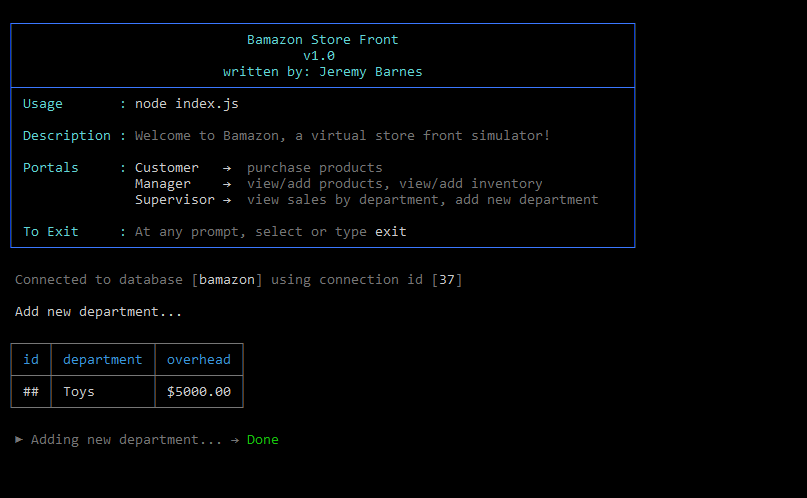 Bamazon Store Front
v1.0
written by: Jeremy Barnes
Usage : node index.js
Description : Welcome to Bamazon, a virtual store front simulator!
Portals : Customer → purchase products
Manager → view/add products, view/add inventory
Supervisor → view sales by department, add new department
To Exit : At any prompt, select or type exit
Connected to database [bamazon] using connection id [37]
Add new department...
id department overhead
## Toys $5000.00
► Adding new department... → Done